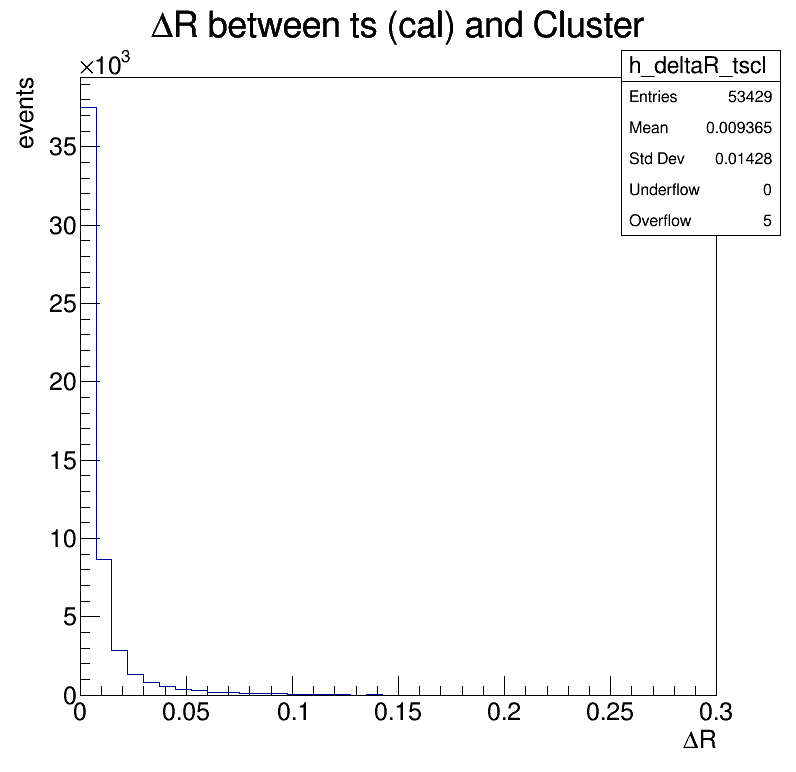 ΔR between ts (cal) and Cluster
×10³
events
h_deltaR_tscl
Entries 53429
Mean 0.009365
Std Dev 0.01428
Underflow 0
Overflow 5
35
30
25
20
15
10
5
0
0 0.05 0.1 0.15 0.2 0.25 0.3
ΔR